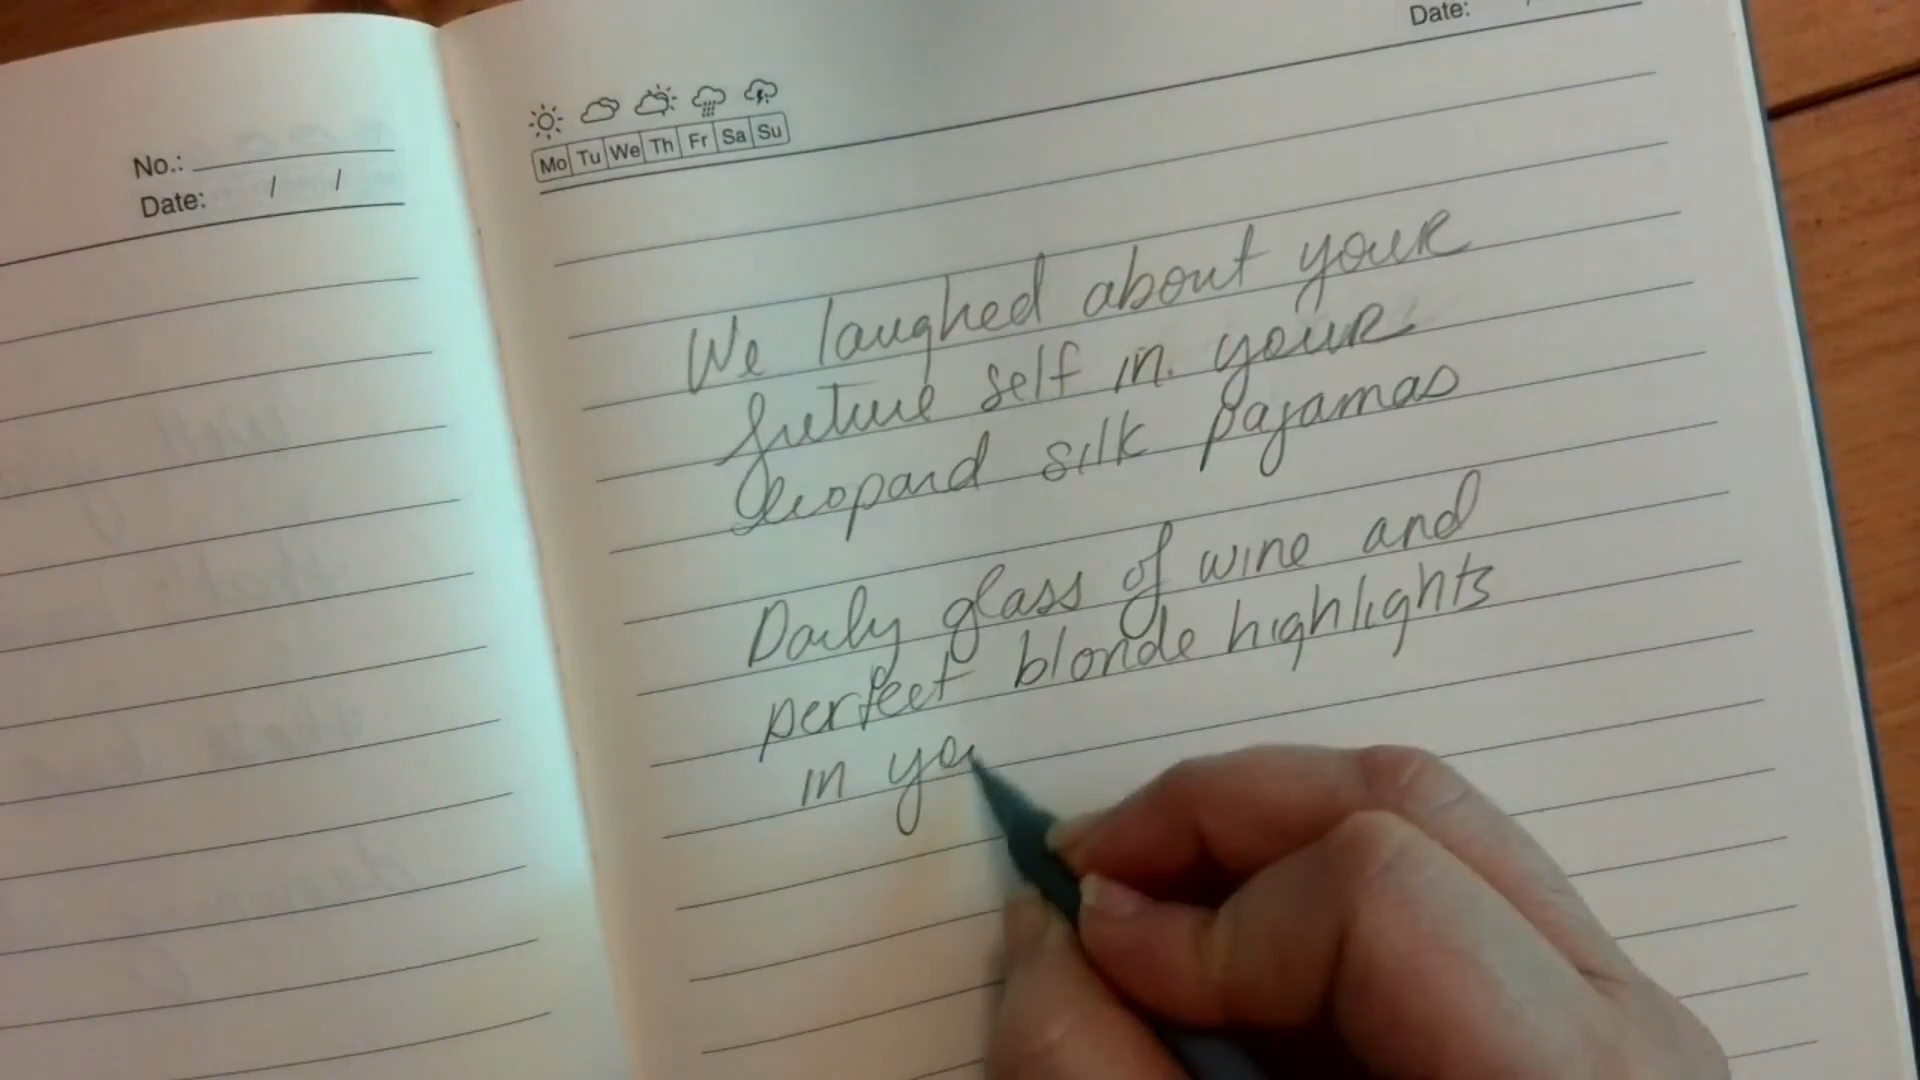 No.:
Date: / /
Mo Tu We Th Fr Sa Su
Date: /
We laughed about your
future self in your
leopard silk pajamas
Daily glass of wine and
perfect blonde highlights
in yo